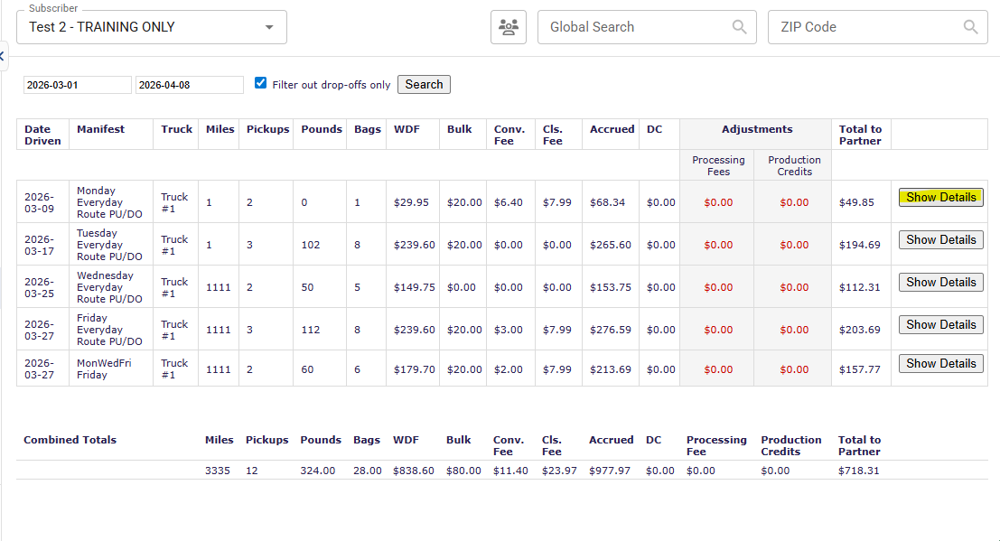 Subscriber
Test 2 - TRAINING ONLY
Global Search
ZIP Code
2026-03-01 2026-04-08 Filter out drop-offs only Search
Date Driven Manifest Truck Miles Pickups Pounds Bags WDF Bulk Conv. Fee Cls. Fee Accrued DC Adjustments Total to Partner
Processing Fees Production Credits
2026-03-09 Monday Everyday Route PU/DO Truck #1 1 2 0 1 $29.95 $20.00 $6.40 $7.99 $68.34 $0.00 $0.00 $0.00 $49.85 Show Details
2026-03-17 Tuesday Everyday Route PU/DO Truck #1 1 3 102 8 $239.60 $20.00 $0.00 $0.00 $265.60 $0.00 $0.00 $0.00 $194.69 Show Details
2026-03-25 Wednesday Everyday Route PU/DO Truck #1 1111 2 50 5 $149.75 $0.00 $0.00 $0.00 $153.75 $0.00 $0.00 $0.00 $112.31 Show Details
2026-03-27 Friday Everyday Route PU/DO Truck #1 1111 3 112 8 $239.60 $20.00 $3.00 $7.99 $276.59 $0.00 $0.00 $0.00 $203.69 Show Details
2026-03-27 MonWedFri Friday Truck #1 1111 2 60 6 $179.70 $20.00 $2.00 $7.99 $213.69 $0.00 $0.00 $0.00 $157.77 Show Details
Combined Totals Miles Pickups Pounds Bags WDF Bulk Conv. Fee Cls. Fee Accrued DC Processing Fee Production Credits Total to Partner
3335 12 324.00 28.00 $838.60 $80.00 $11.40 $23.97 $977.97 $0.00 $0.00 $0.00 $718.31